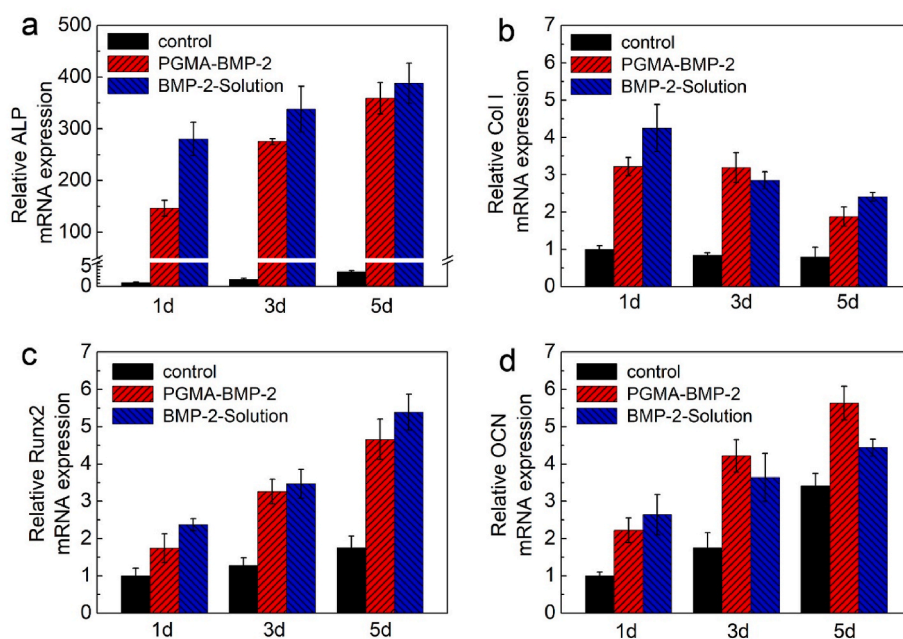 a
control
PGMA-BMP-2
BMP-2-Solution
Relative ALP
mRNA expression
500
400
300
200
100
5
0
1d 3d 5d
b
control
PGMA-BMP-2
BMP-2-Solution
Relative Col I
mRNA expression
7
6
5
4
3
2
1
0
1d 3d 5d
c
control
PGMA-BMP-2
BMP-2-Solution
Relative Runx2
mRNA expression
7
6
5
4
3
2
1
0
1d 3d 5d
d
control
PGMA-BMP-2
BMP-2-Solution
Relative OCN
mRNA expression
7
6
5
4
3
2
1
0
1d 3d 5d